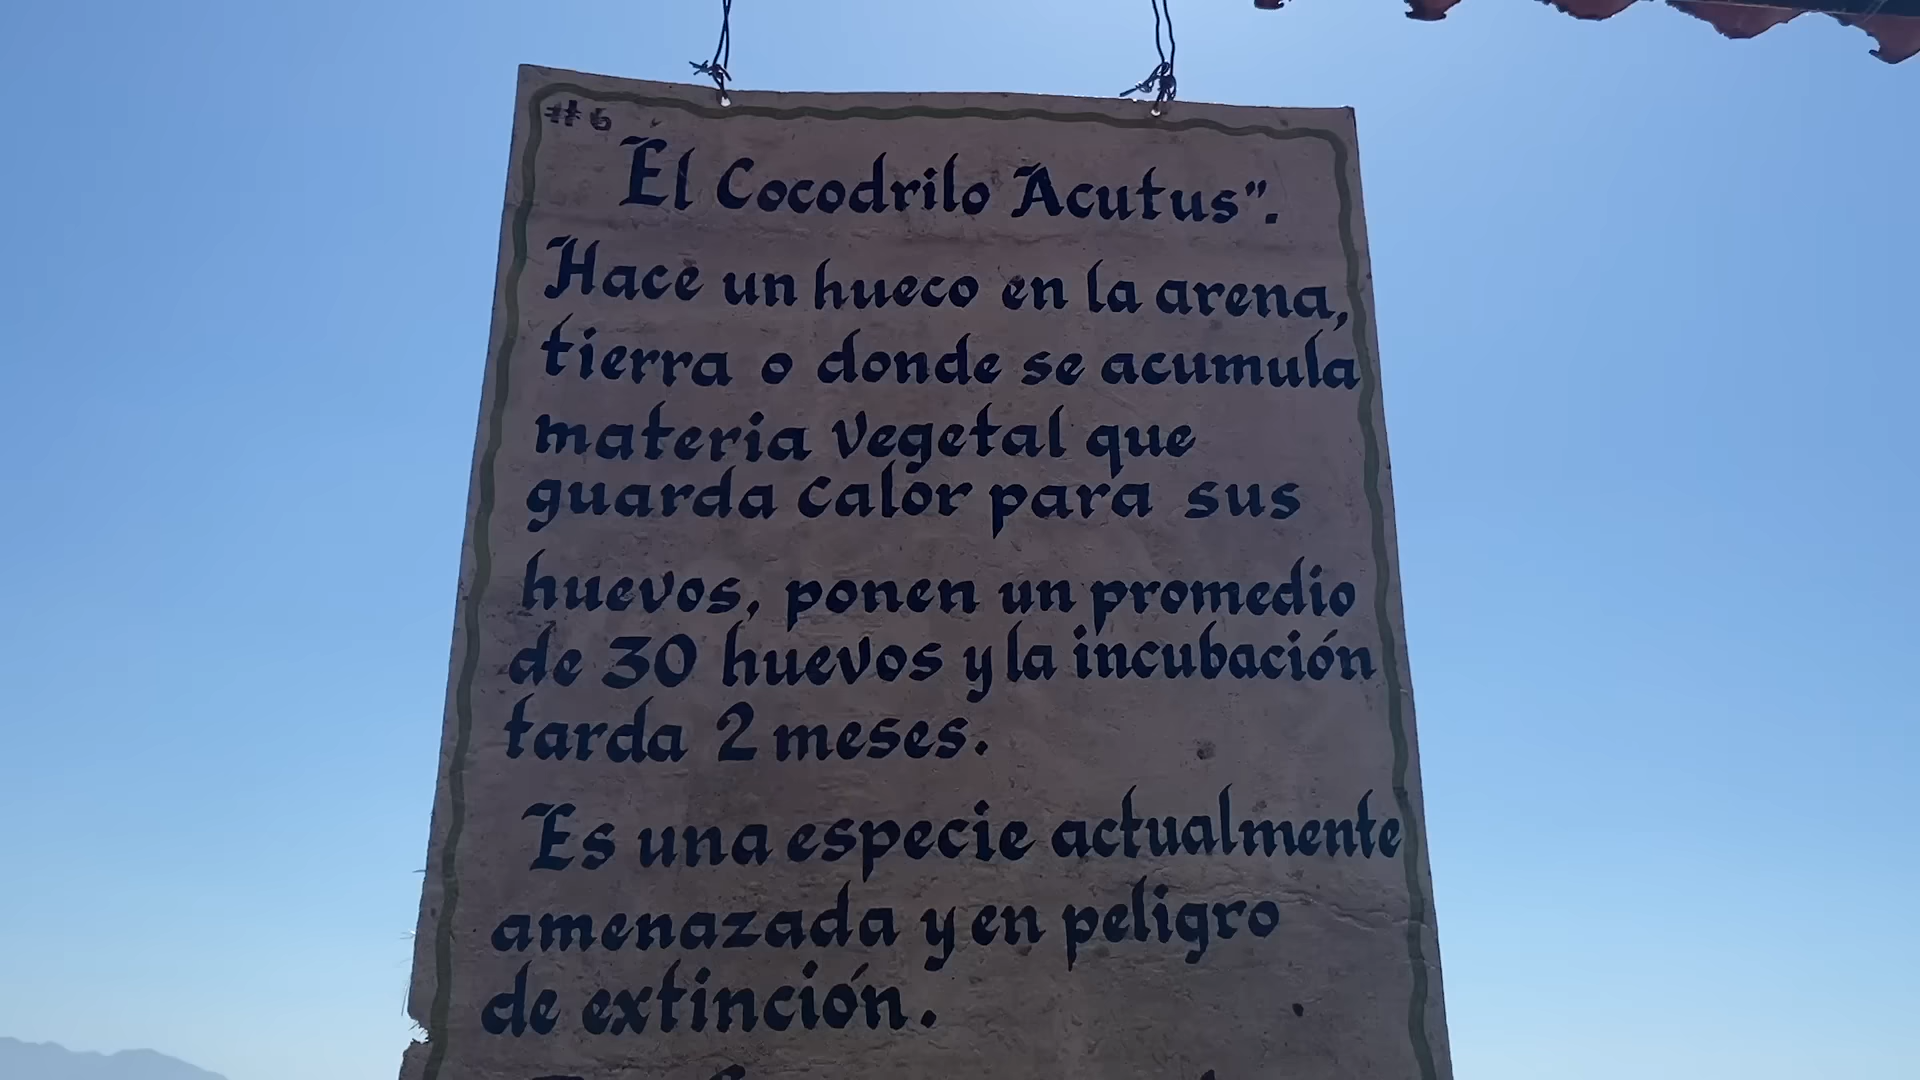 #6
El Cocodrilo Acutus".
Hace un hueco en la arena,
tierra o donde se acumula
materia vegetal que
guarda calor para sus
huevos, ponen un promedio
de 30 huevos y la incubación
tarda 2 meses.
Es una especie actualmente
amenazada y en peligro
de extinción.